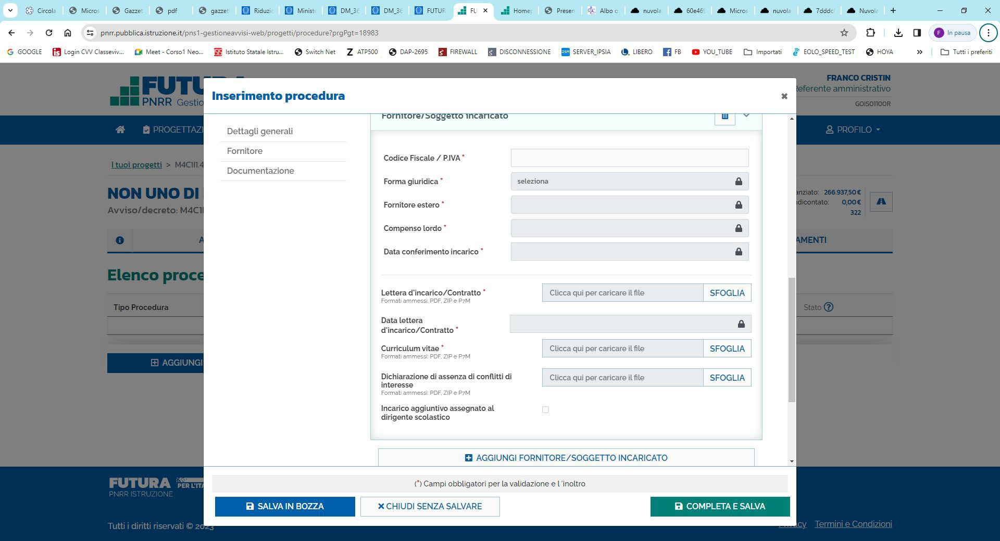 Circola
Micros
Gazzet
pdf
gazzet
Riduzio
Ministe
DM_36
DM_36
FUTUR
FU
Home
Presen
Albo o
nuvola
60e469
Micros
nuvola
7dddc
Nuvola
pnrr.pubblica.istruzione.it/pns1-gestioneavvisi-web/progetti/procedure?prgPgt=18983
F In pausa
GOOGLE
Login CVV Classeviv...
Meet - Corso1 Neo...
Istituto Statale Istru...
Switch Net
ATP500
DAP-2695
FIREWALL
DISCONNESSIONE
SERVER_IPSIA
LIBERO
FB
YOU_TUBE
Importati
EOLO_SPEED_TEST
HOYA
»
Tutti i preferiti
FUTU
PNRR Gestio
FRANCO CRISTIN
Referente amministrativo
GOIS01100R
PROGETTAZI
PROFILO
I tuoi progetti > M4C1I1.4
NON UNO DI
Avviso/decreto: M4C1I
anziato: 266.937,50 €
ndicontato: 0,00 €
322
A
AMENTI
Elenco proce
Tipo Procedura
Stato
AGGIUNGI
Inserimento procedura
Dettagli generali
Fornitore
Documentazione
Fornitore/Soggetto incaricato
Codice Fiscale / P.IVA *
Forma giuridica *
seleziona
Fornitore estero *
Compenso lordo *
Data conferimento incarico *
Lettera d'incarico/Contratto *
Formati ammessi: PDF, ZIP e P7M
Clicca qui per caricare il file
SFOGLIA
Data lettera
d'incarico/Contratto *
Curriculum vitae *
Formati ammessi: PDF, ZIP e P7M
Clicca qui per caricare il file
SFOGLIA
Dichiarazione di assenza di conflitti di
interesse
Formati ammessi: PDF, ZIP e P7M
Clicca qui per caricare il file
SFOGLIA
Incarico aggiuntivo assegnato al
dirigente scolastico
AGGIUNGI FORNITORE/SOGGETTO INCARICATO
(*) Campi obbligatori per la validazione e l 'inoltro
SALVA IN BOZZA
CHIUDI SENZA SALVARE
COMPLETA E SALVA
FUTURA
PNRR ISTRUZIONE
PER L'ITA
Tutti i diritti riservati © 2023
Privacy
Termini e Condizioni